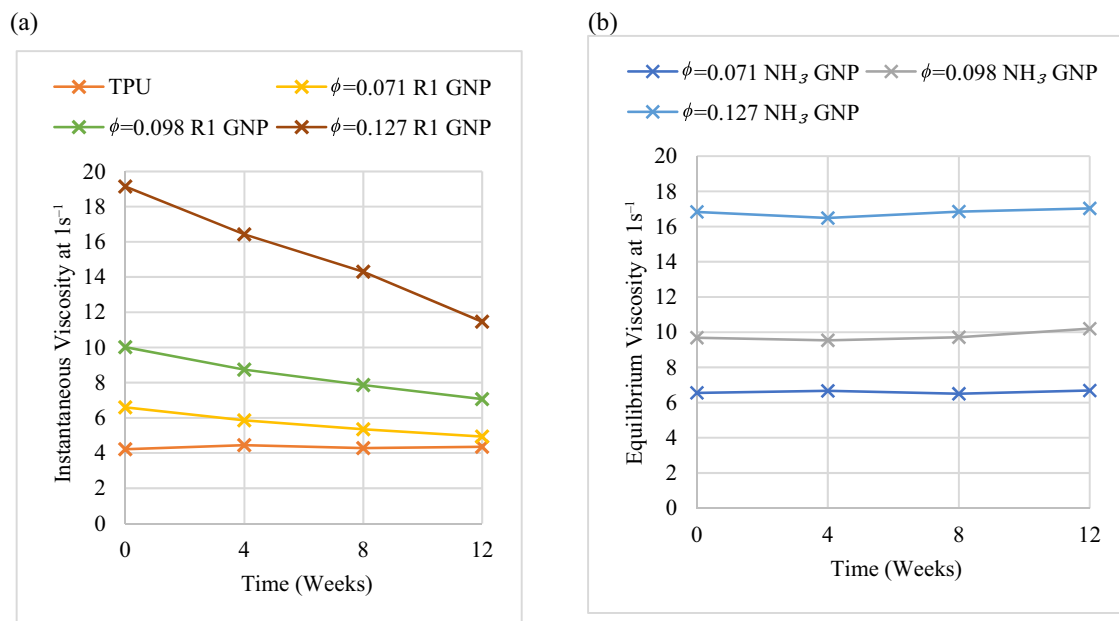 (a)
TPU
ϕ=0.071 R1 GNP
ϕ=0.098 R1 GNP
ϕ=0.127 R1 GNP
Instantaneous Viscosity at 1s⁻¹
20
18
16
14
12
10
8
6
4
2
0
0 4 8 12
Time (Weeks)
(b)
ϕ=0.071 NH₃ GNP
ϕ=0.098 NH₃ GNP
ϕ=0.127 NH₃ GNP
Equilibrium Viscosity at 1s⁻¹
20
18
16
14
12
10
8
6
4
2
0
0 4 8 12
Time (Weeks)